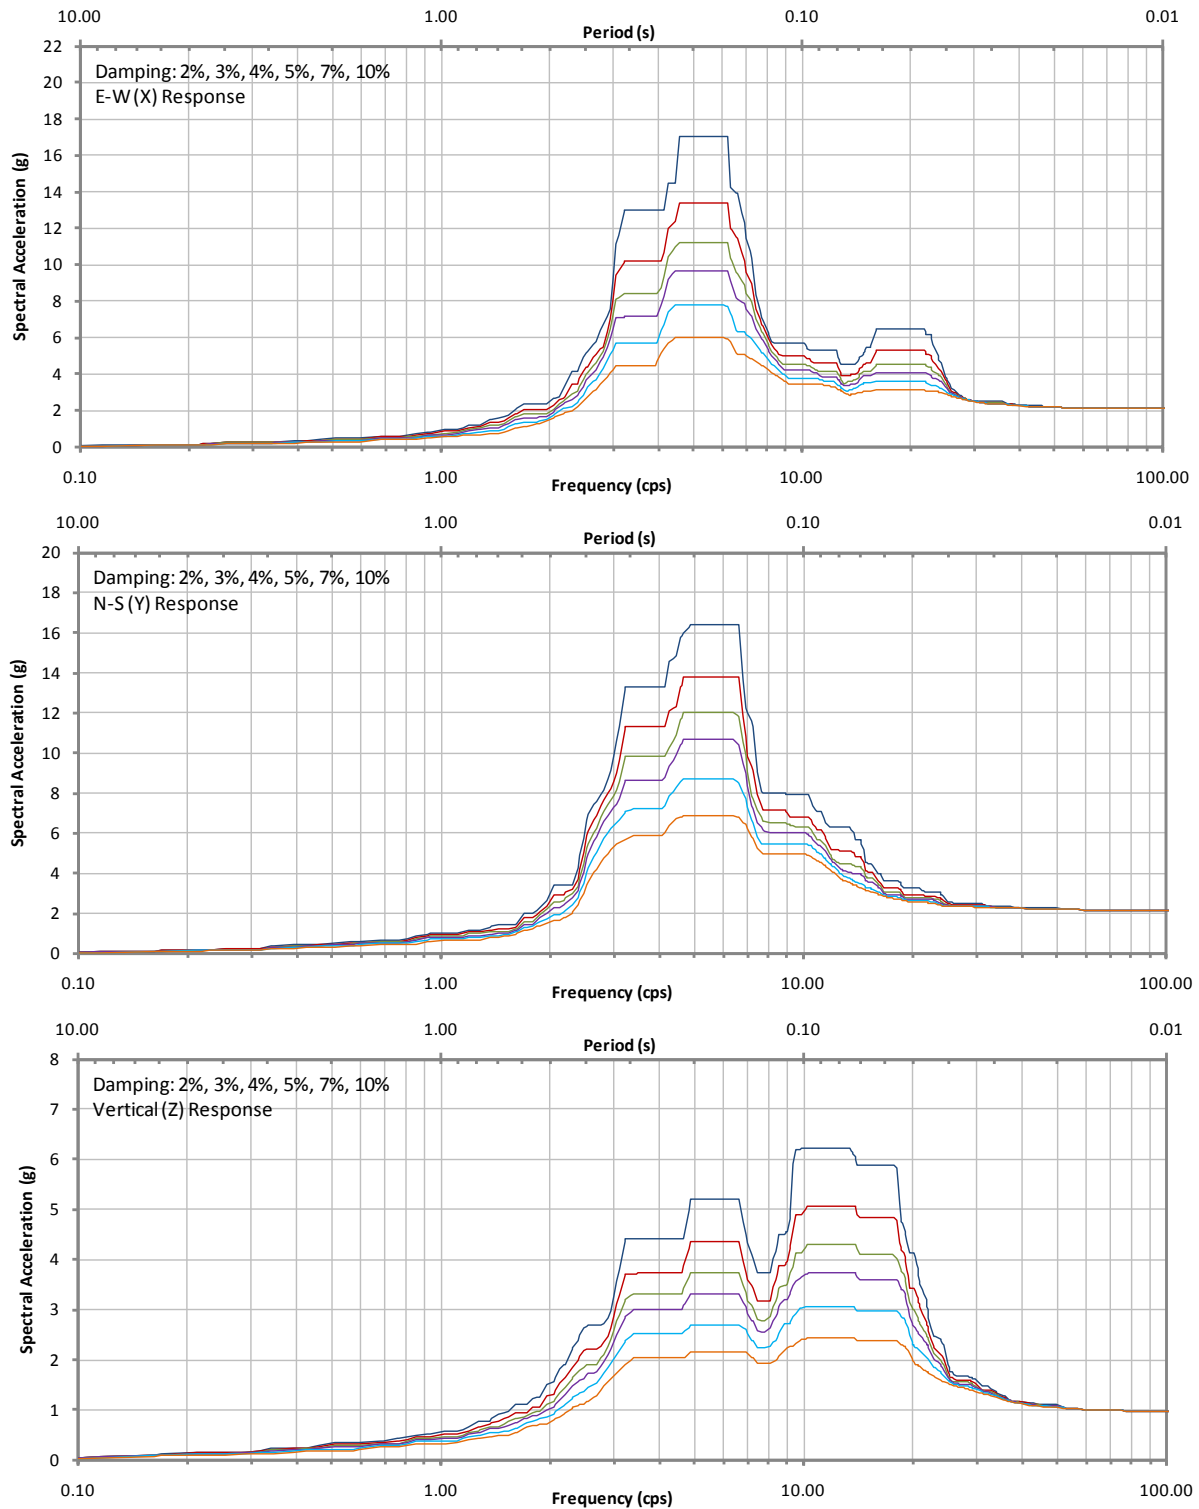 10.00 1.00 0.10 0.01
Period (s)
22
20
18
16
14
12
10
8
6
4
2
0
Spectral Acceleration (g)
Damping: 2%, 3%, 4%, 5%, 7%, 10%
E-W (X) Response
0.10 1.00 10.00 100.00
Frequency (cps)
10.00 1.00 0.10 0.01
Period (s)
20
18
16
14
12
10
8
6
4
2
0
Spectral Acceleration (g)
Damping: 2%, 3%, 4%, 5%, 7%, 10%
N-S (Y) Response
0.10 1.00 10.00 100.00
Frequency (cps)
10.00 1.00 0.10 0.01
Period (s)
8
7
6
5
4
3
2
1
0
Spectral Acceleration (g)
Damping: 2%, 3%, 4%, 5%, 7%, 10%
Vertical (Z) Response
0.10 1.00 10.00 100.00
Frequency (cps)